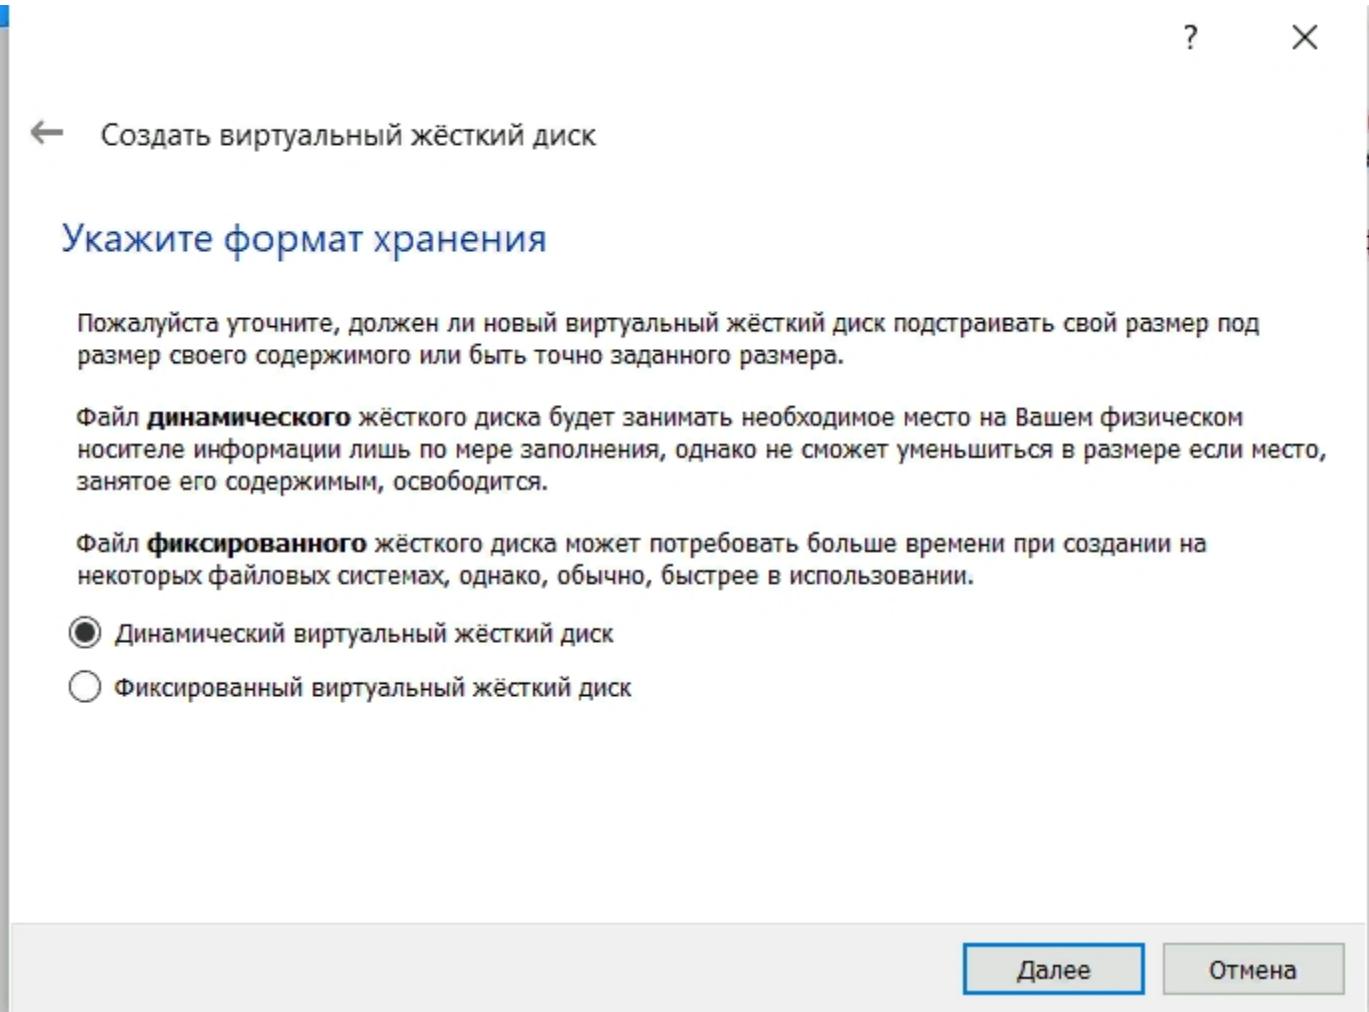 ?
Создать виртуальный жёсткий диск
Укажите формат хранения
Пожалуйста уточните, должен ли новый виртуальный жёсткий диск подстраивать свой размер под
размер своего содержимого или быть точно заданного размера.
Файл динамического жёсткого диска будет занимать необходимое место на Вашем физическом
носителе информации лишь по мере заполнения, однако не сможет уменьшиться в размере если место,
занятое его содержимым, освободится.
Файл фиксированного жёсткого диска может потребовать больше времени при создании на
некоторых файловых системах, однако, обычно, быстрее в использовании.
Динамический виртуальный жёсткий диск
Фиксированный виртуальный жёсткий диск
Далее
Отмена